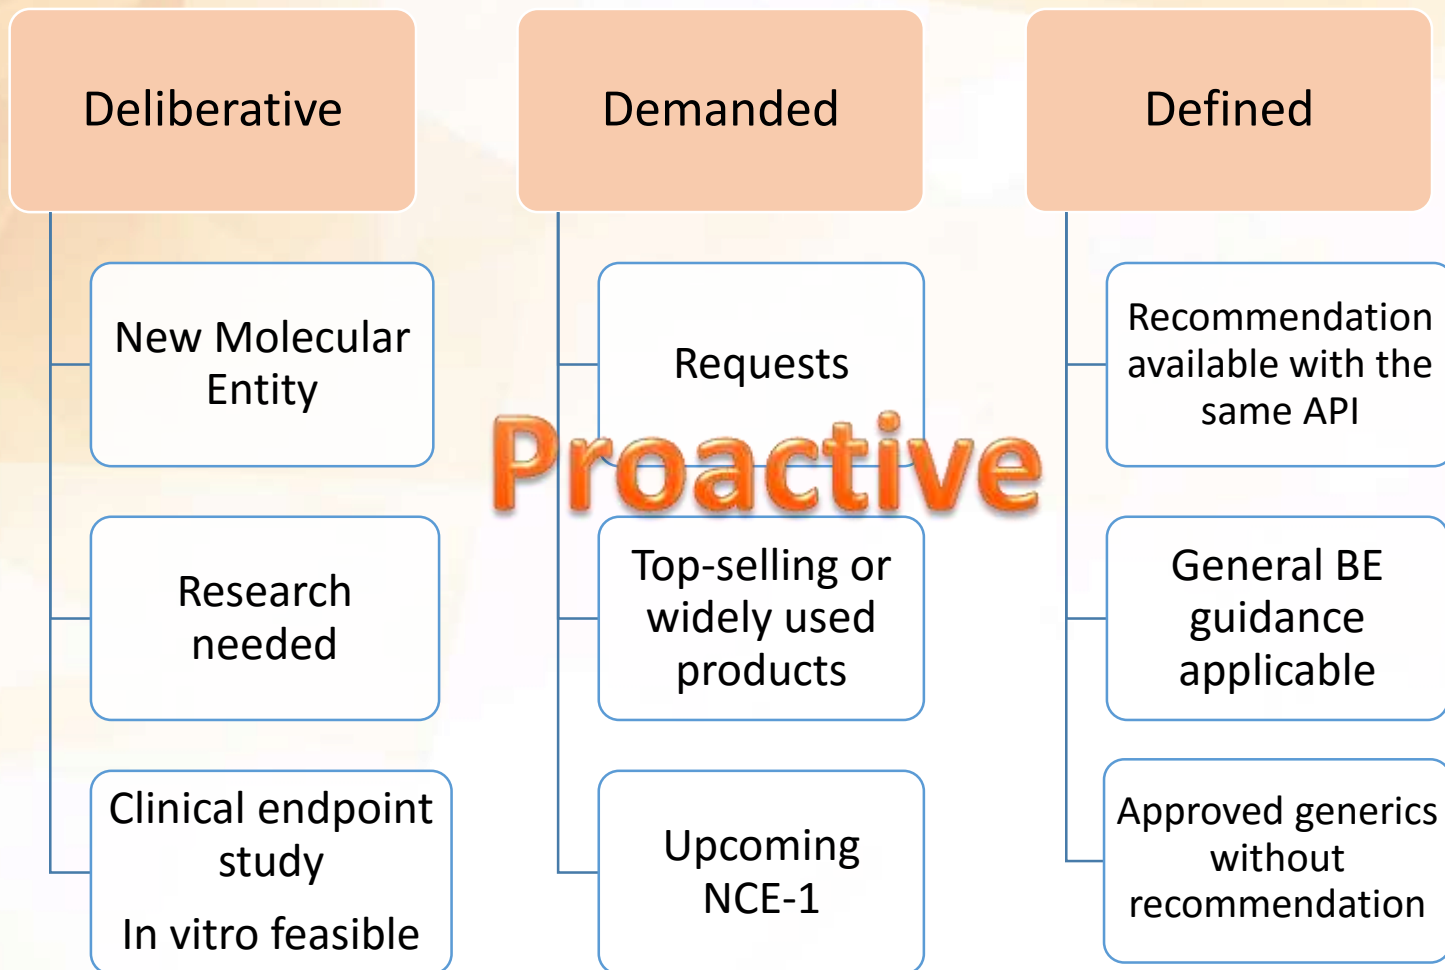 Deliberative
New Molecular
Entity
Research
needed
Clinical endpoint
study
In vitro feasible
Demanded
Requests
Proactive
Top-selling or
widely used
products
Upcoming
NCE-1
Defined
Recommendation
available with the
same API
General BE
guidance
applicable
Approved generics
without
recommendation